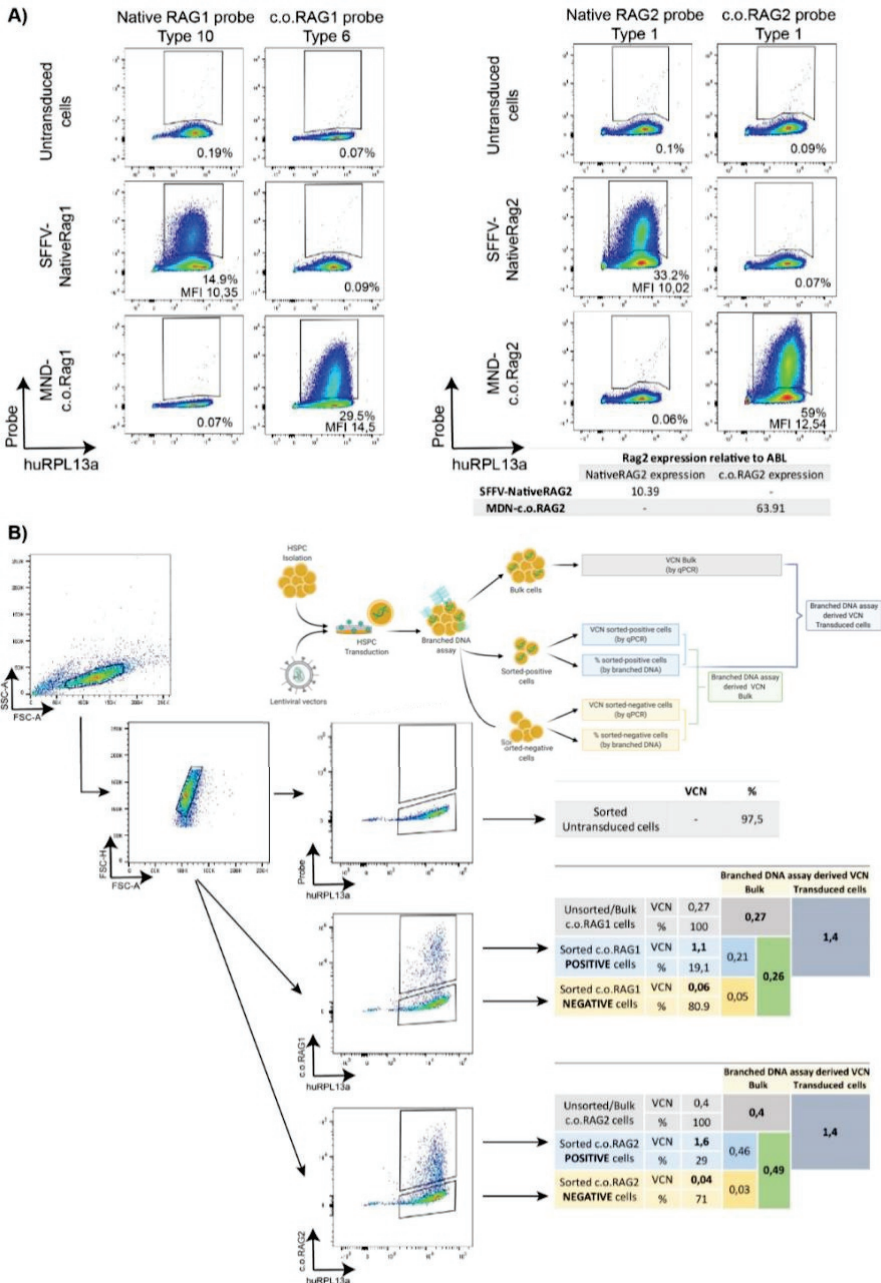 A)
Native RAG1 probe
Type 10
c.o.RAG1 probe
Type 6
Native RAG2 probe
Type 1
c.o.RAG2 probe
Type 1
Untransduced
cells
0.19%
0.07%
Untransduced
cells
0.1%
0.09%
SFFV-
NativeRag1
14.9%
MFI 10,35
0.09%
SFFV-
NativeRag2
33.2%
MFI 10,02
0.07%
MND-
c.o.Rag1
0.07%
29,5%
MFI 14,5
MND-
c.o.Rag2
0.06%
59%
MFI 12,54
Probe
huRPL13a
Probe
huRPL13a
Rag2 expression relative to ABL
NativeRAG2 expression c.o.RAG2 expression
SFFV-NativeRAG2 10.39 -
MDN-c.o.RAG2 - 63.91
B)
SSC-A
FSC-A
HSPC
Isolation
Lentiviral vectors
HSPC
Transduction
Branched DNA
assay
Bulk cells
Sorted-positive
cells
orted-negative
cells
VCN Bulk
(by qPCR)
VCN sorted-positive cells
(by qPCR)
% sorted-positive cells
(by branched DNA)
VCN sorted-negative cells
(by qPCR)
% sorted-negative cells
(by branched DNA)
Branched DNA assay
derived VCN
Transduced cells
Branched DNA assay
derived VCN
Bulk
FSC-H
FSC-A
Probe
huRPL13a
VCN %
Sorted
Untransduced cells - 97,5
c.o.RAG1
huRPL13a
Branched DNA assay derived VCN
Bulk Transduced cells
Unsorted/Bulk
c.o.RAG1 cells
VCN 0,27
% 100
0,27
1,4
Sorted c.o.RAG1
POSITIVE cells
VCN 1,1
% 19,1
0,21
0,26
Sorted c.o.RAG1
NEGATIVE cells
VCN 0,06
% 80.9
0,05
c.o.RAG2
huRPL13a
Branched DNA assay derived VCN
Bulk Transduced cells
Unsorted/Bulk
c.o.RAG2 cells
VCN 0,4
% 100
0,4
1,4
Sorted c.o.RAG2
POSITIVE cells
VCN 1,6
% 29
0,46
0,49
Sorted c.o.RAG2
NEGATIVE cells
VCN 0,04
% 71
0,03